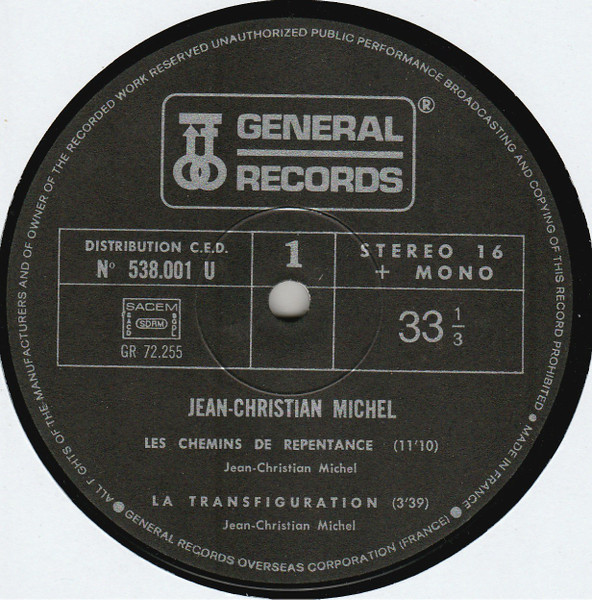 ALL RIGHTS OF THE MANUFACTURERS AND OF OWNER OF THE RECORDED WORK RESERVED UNAUTHORIZED PUBLIC PERFORMANCE BROADCASTING AND COPYING OF THIS RECORD PROHIBITED ● MADE IN FRANCE ●
GENERAL ®
RECORDS
DISTRIBUTION C.E.D.
Nº 538.001 U
1
STEREO 16
+ MONO
SACEM
SACD
SDRM
BGDL
GR 72.255
33 1/3
JEAN-CHRISTIAN MICHEL
LES CHEMINS DE REPENTANCE (11'10)
Jean-Christian Michel
LA TRANSFIGURATION (3'39)
Jean-Christian Michel
GENERAL RECORDS OVERSEAS CORPORATION (FRANCE) ●